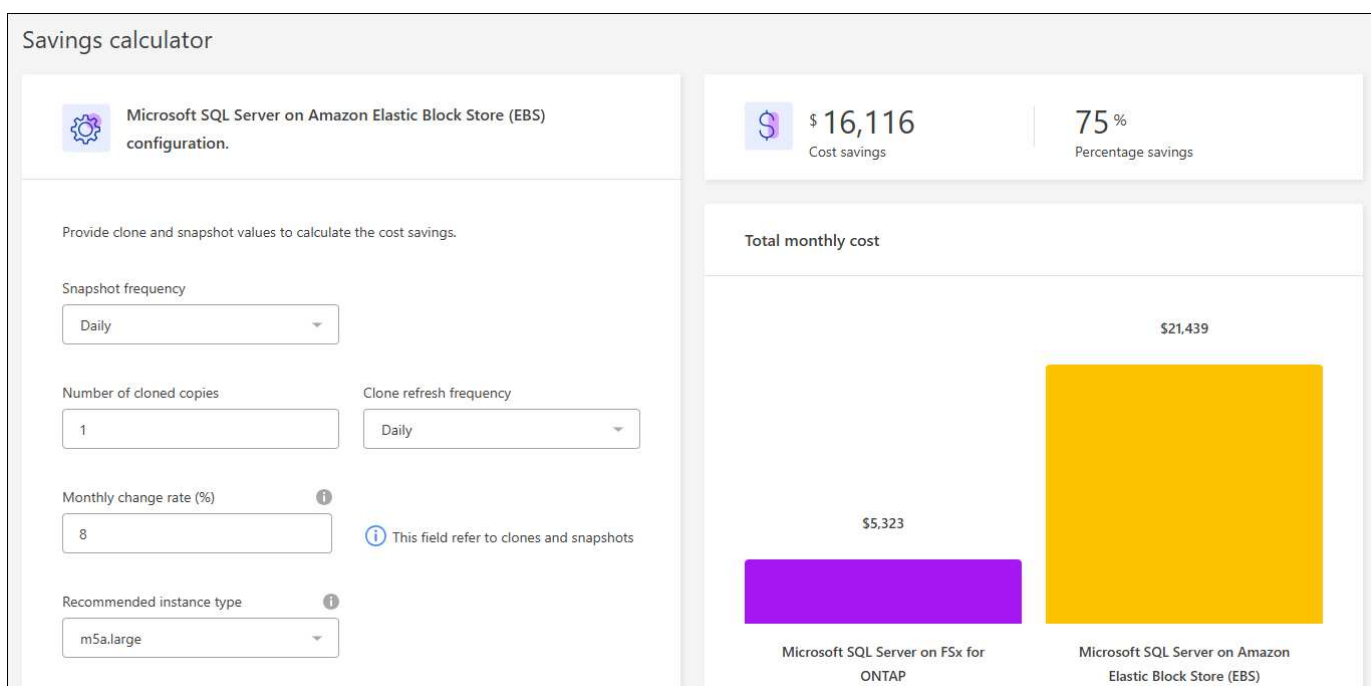 Savings calculator
Microsoft SQL Server on Amazon Elastic Block Store (EBS)
configuration.
Provide clone and snapshot values to calculate the cost savings.
Snapshot frequency
Daily
Number of cloned copies
Clone refresh frequency
1
Daily
Monthly change rate (%)
8
This field refer to clones and snapshots
Recommended instance type
m5a.large
$ 16,116
Cost savings
75 %
Percentage savings
Total monthly cost
$21,439
$5,323
Microsoft SQL Server on FSx for
ONTAP
Microsoft SQL Server on Amazon
Elastic Block Store (EBS)